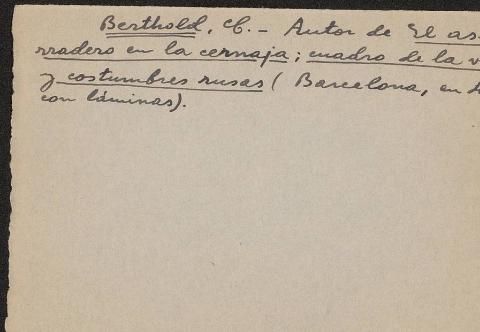 Berthold, C. – Autor de El as-
rradero en la cernaja; cuadro de la v
y costumbres rusas (Barcelona, en
con láminas).